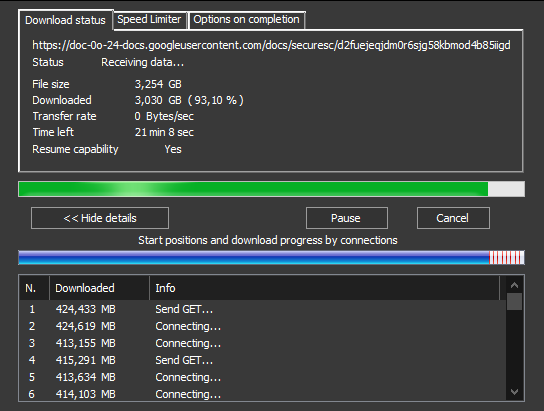 Download status Speed Limiter Options on completion
https://doc-0o-24-docs.googleusercontent.com/docs/securesc/d2fuejeqjdm0r6sjg58kbmod4b85iigd
Status Receiving data...
File size 3,254 GB
Downloaded 3,030 GB ( 93,10 % )
Transfer rate 0 Bytes/sec
Time left 21 min 8 sec
Resume capability Yes
<< Hide details Pause Cancel
Start positions and download progress by connections
N. Downloaded Info
1 424,433 MB Send GET...
2 424,619 MB Connecting...
3 413,155 MB Connecting...
4 415,291 MB Send GET...
5 413,634 MB Connecting...
6 414,103 MB Connecting...